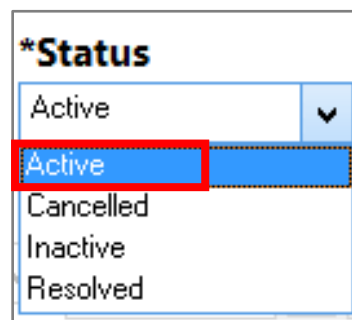 *Status
Active
Active
Cancelled
Inactive
Resolved